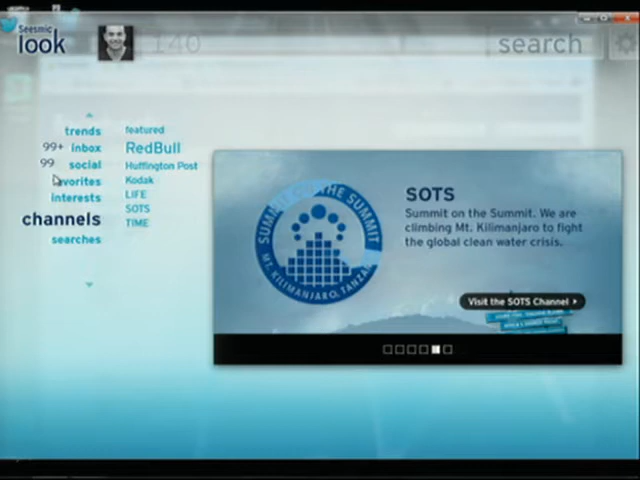 Seesmic
look
140
search
trends
99+ inbox
99 social
avorites
interests
channels
searches
featured
RedBull
Huffington Post
Kodak
LIFE
SOTS
TIME
SUMMIT ON THE SUMMIT
MT. KILIMANJARO, TANZA
SOTS
Summit on the Summit. We are
climbing Mt. Kilimanjaro to fight
the global clean water crisis.
Visit the SOTS Channel